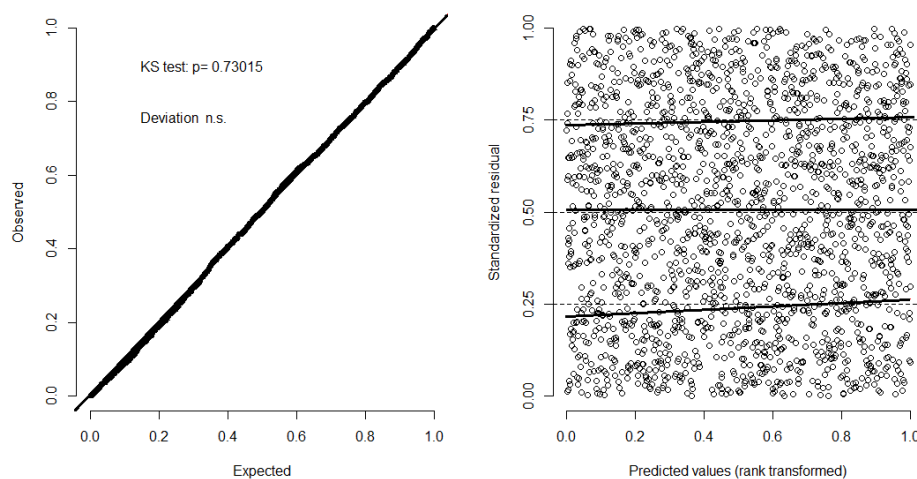 KS test: p= 0.73015
Deviation n.s.
Observed
0.0 0.2 0.4 0.6 0.8 1.0
0.0 0.2 0.4 0.6 0.8 1.0
Expected
Standardized residual
0.00 0.25 0.50 0.75 1.00
0.0 0.2 0.4 0.6 0.8 1.0
Predicted values (rank transformed)